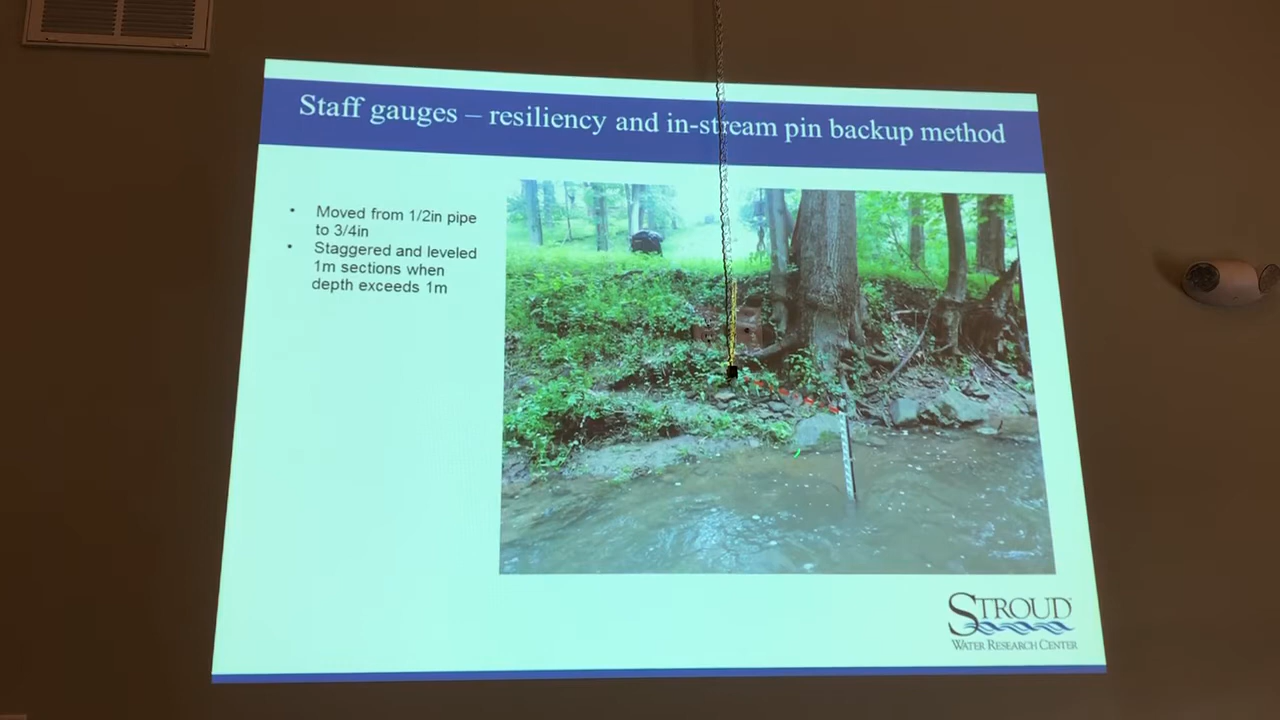 Staff gauges – resiliency and in-stream pin backup method
• Moved from 1/2in pipe
to 3/4in
• Staggered and leveled
1m sections when
depth exceeds 1m
STROUD™
WATER RESEARCH CENTER